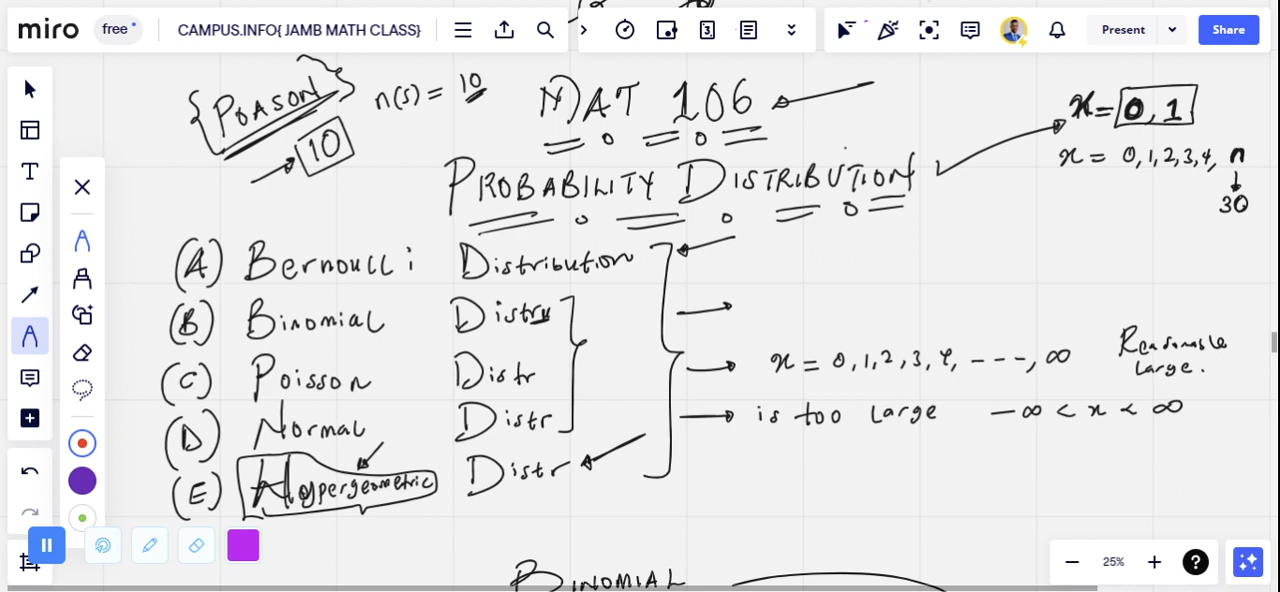 miro free CAMPUS.INFO{ JAMB MATH CLASS} Present Share
{POASON} n(s) = 10
10
MAT 106
x = 0, 1
x = 0, 1, 2, 3, 4, n
30
PROBABILITY DISTRIBUTION
(A) Bernoulli Distribution
(B) Binomial Distru
(C) Poisson Distr x = 0, 1, 2, 3, 4, - - - , ∞ Reasonable large.
(D) Normal Distr is too large - ∞ < x < ∞
(E) Hypergeometric Distr
BINOMIAL
25%